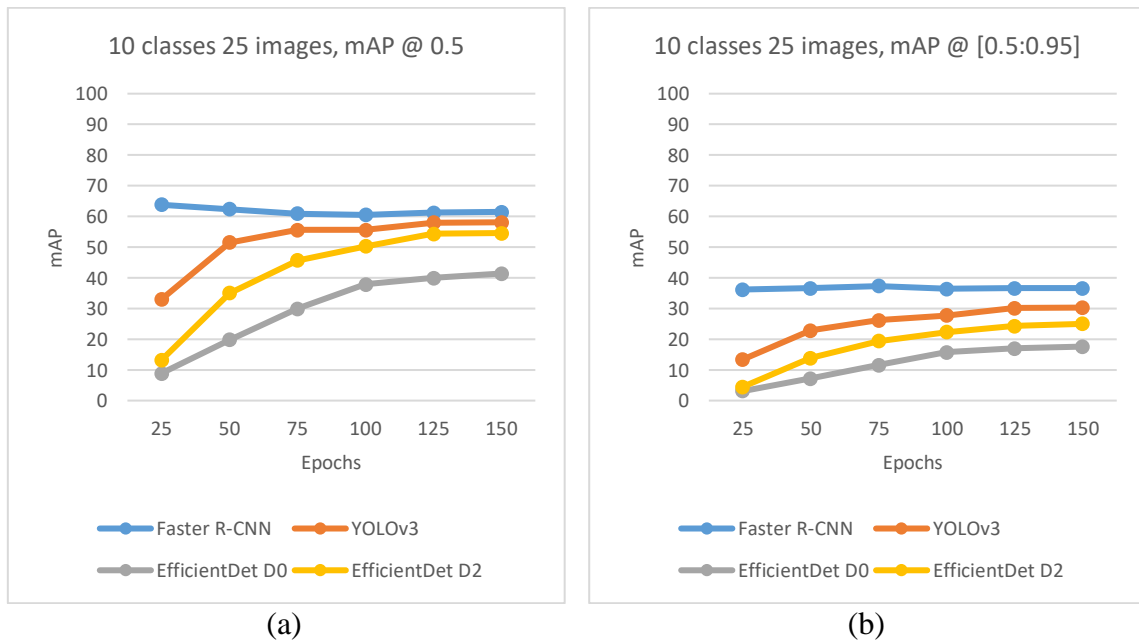 10 classes 25 images, mAP @ 0.5
100
90
80
70
60
50
40
30
20
10
0
mAP
25 50 75 100 125 150
Epochs
Faster R-CNN YOLOv3
EfficientDet D0 EfficientDet D2
(a)
10 classes 25 images, mAP @ [0.5:0.95]
100
90
80
70
60
50
40
30
20
10
0
mAP
25 50 75 100 125 150
Epochs
Faster R-CNN YOLOv3
EfficientDet D0 EfficientDet D2
(b)